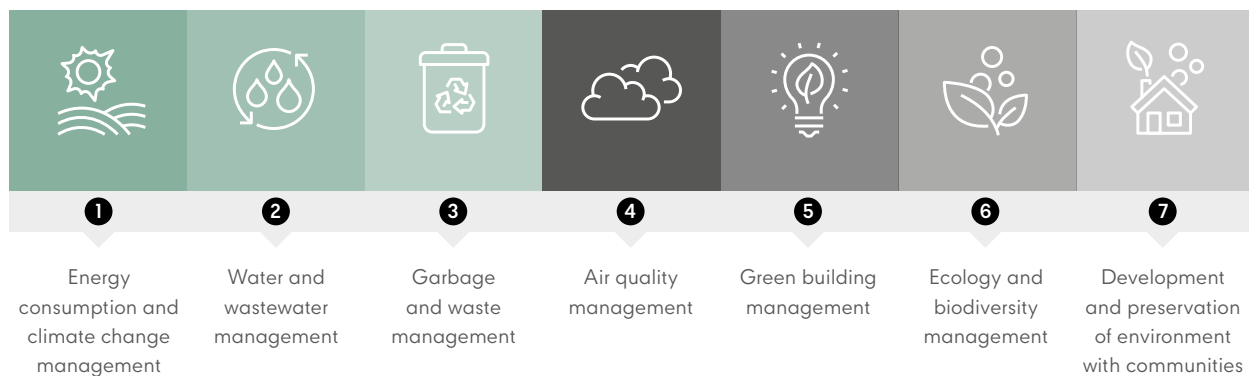 1
Energy
consumption and
climate change
management
2
Water and
wastewater
management
3
Garbage
and waste
management
4
Air quality
management
5
Green building
management
6
Ecology and
biodiversity
management
7
Development
and preservation
of environment
with communities